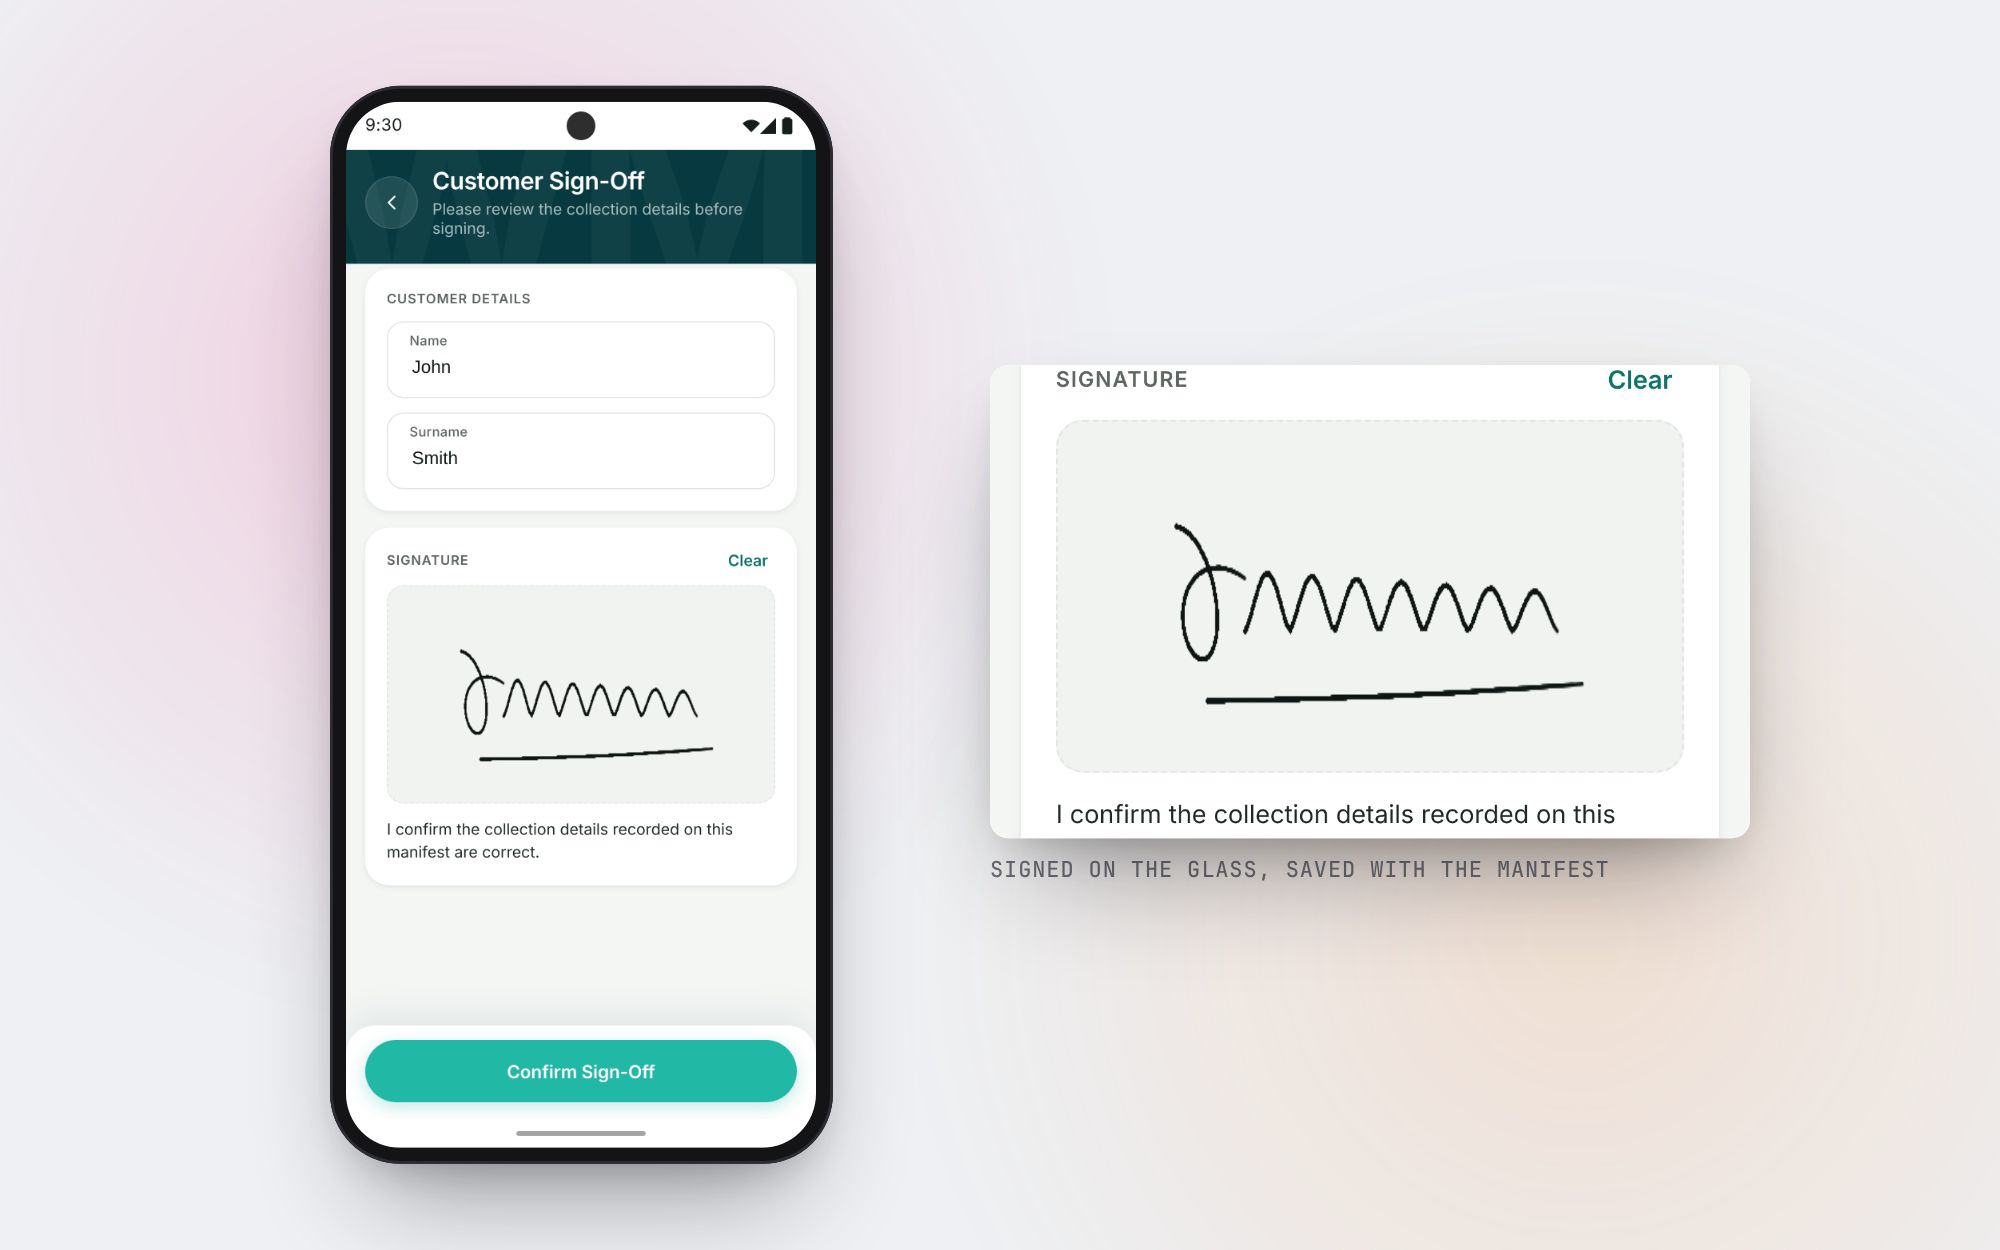 9:30
Customer Sign-Off
Please review the collection details before
signing.
CUSTOMER DETAILS
Name
John
Surname
Smith
SIGNATURE
Clear
I confirm the collection details recorded on this
manifest are correct.
Confirm Sign-Off
SIGNATURE
Clear
I confirm the collection details recorded on this
SIGNED ON THE GLASS, SAVED WITH THE MANIFEST